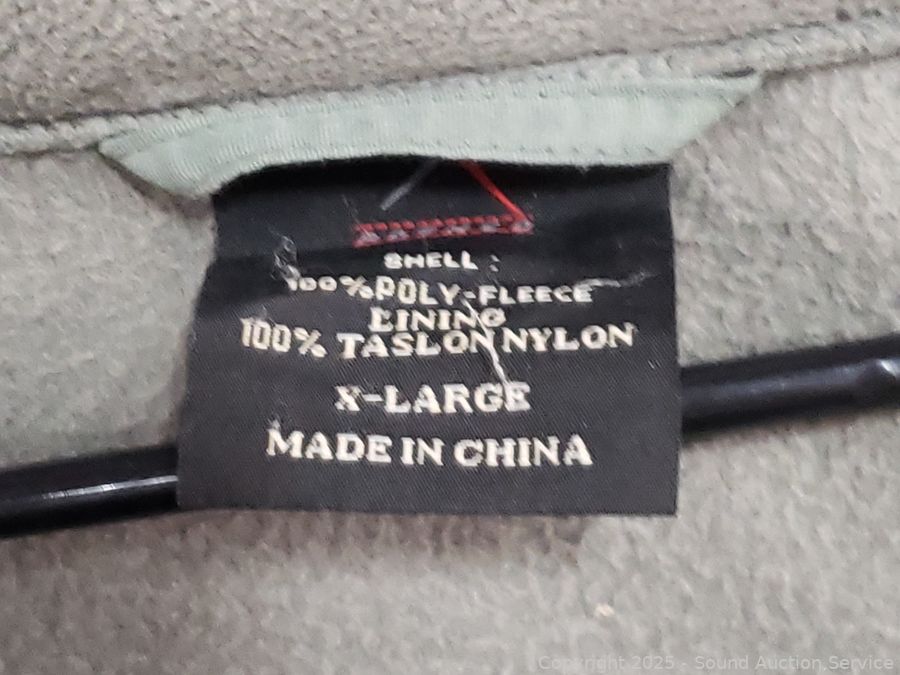 SHELL :
100%POLY-FLEECE
LINING
100% TASLON NYLON
X-LARGE
MADE IN CHINA
Copyright 2025 - Sound Auction Service